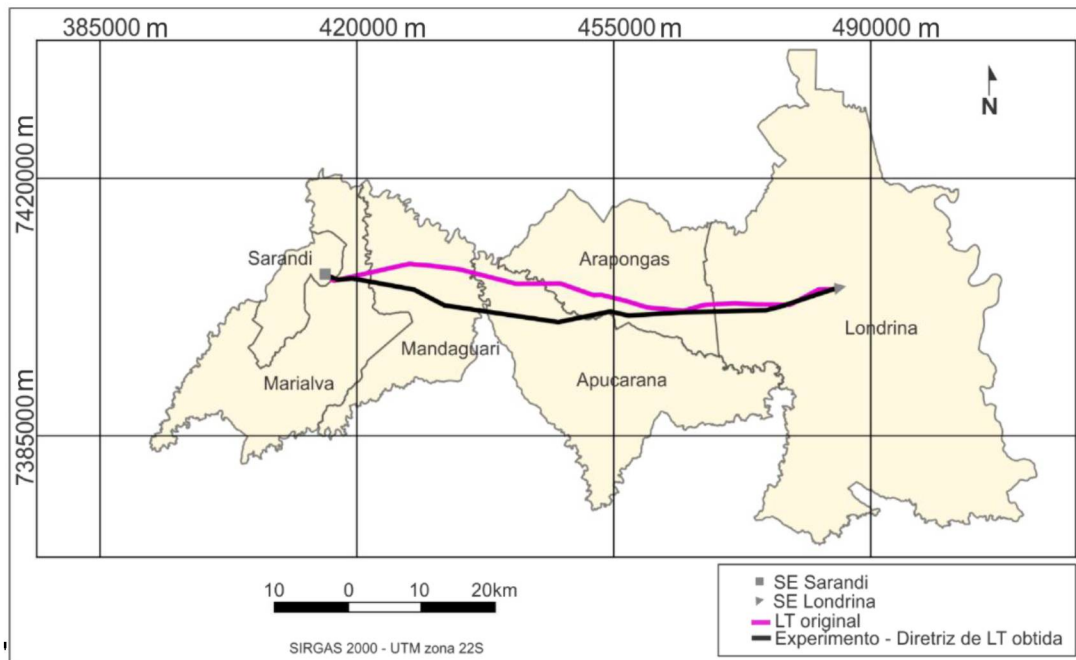 385000 m 420000 m 455000 m 490000 m
N
7420000 m
Sarandi
Arapongas
Londrina
Mandaguari
Marialva
Apucarana
7385000 m
10 0 10 20km
SIRGAS 2000 - UTM zona 22S
SE Sarandi
SE Londrina
LT original
Experimento - Diretriz de LT obtida